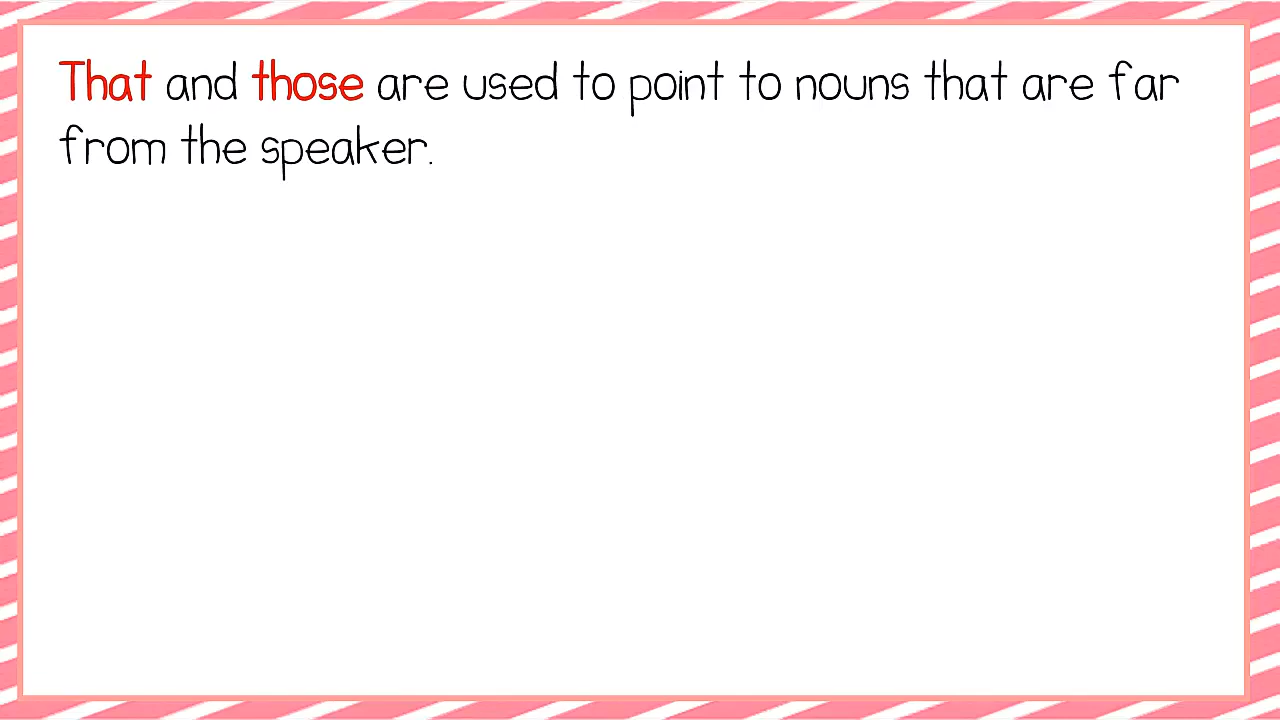 That and those are used to point to nouns that are far
from the speaker.